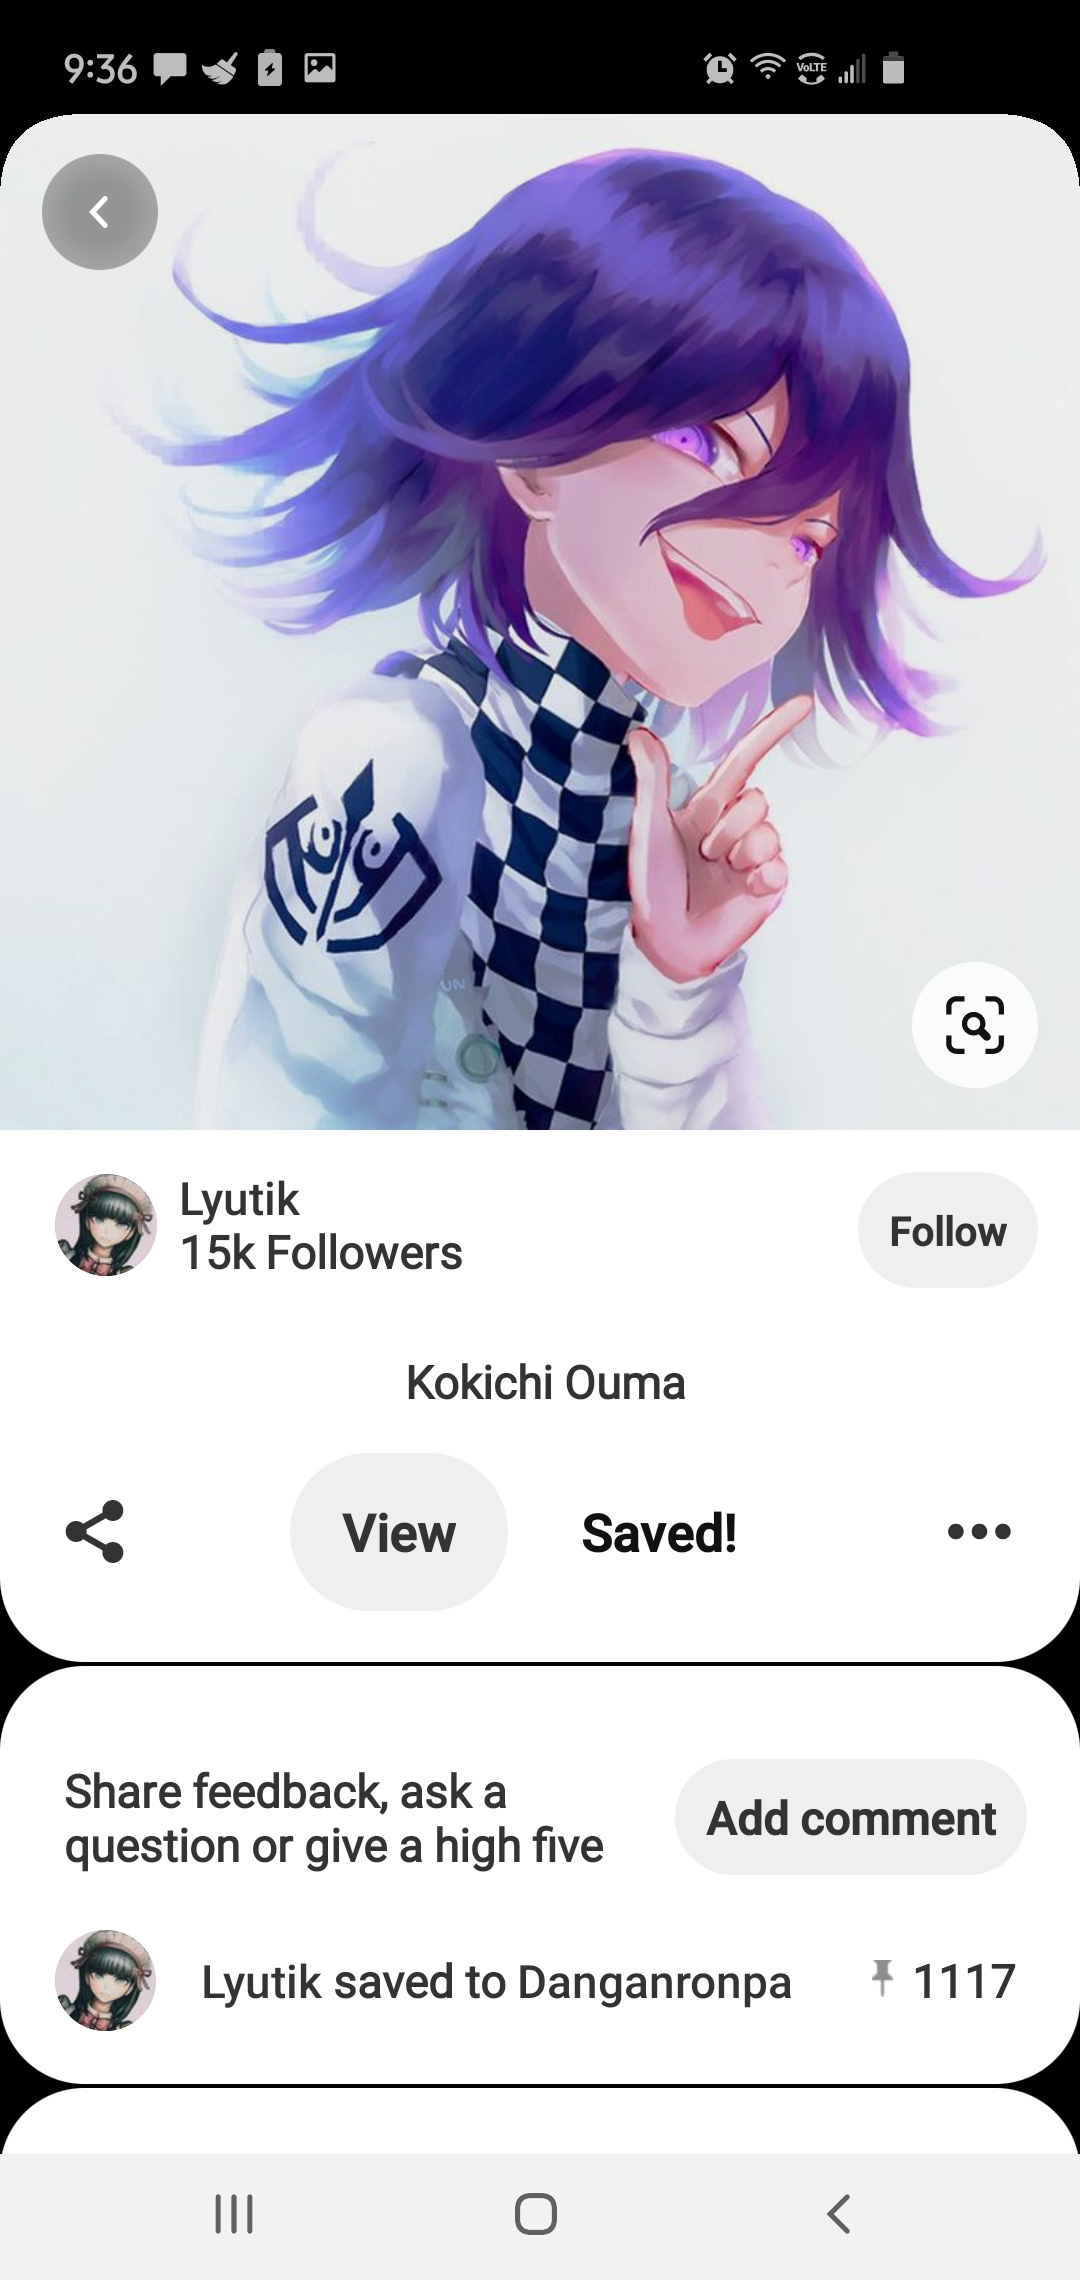 9:36
VoLTE
UN
Lyutik
15k Followers
Follow
Kokichi Ouma
View
Saved!
Share feedback, ask a
question or give a high five
Add comment
Lyutik saved to Danganronpa
1117